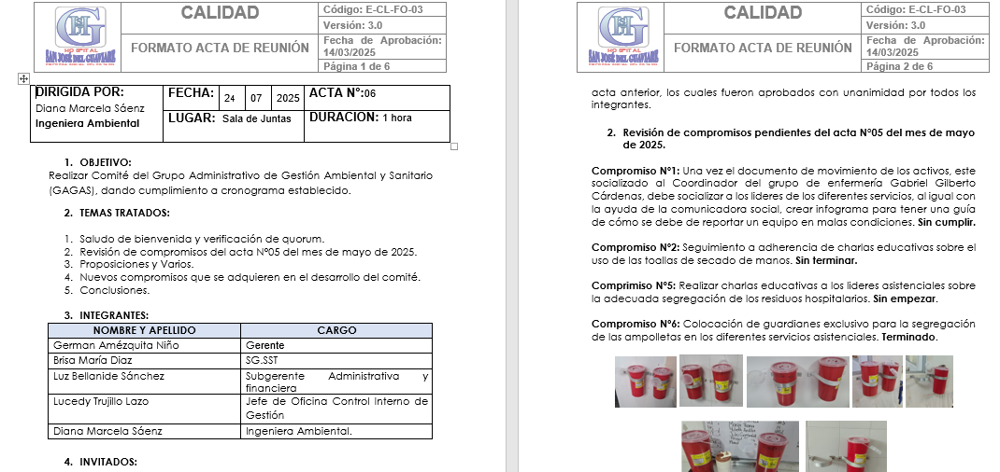 CALIDAD
FORMATO ACTA DE REUNIÓN
Código: E-CL-FO-03
Versión: 3.0
Fecha de Aprobación:
14/03/2025
Página 1 de 6
HOSPITAL
SAN JOSÉ DEL GUAVIARE
DIRIGIDA POR:
Diana Marcela Sáenz
Ingeniera Ambiental
FECHA: 24 07 2025
ACTA N°:06
LUGAR: Sala de Juntas
DURACION: 1 hora
1. OBJETIVO:
Realizar Comité del Grupo Administrativo de Gestión Ambiental y Sanitario
(GAGAS), dando cumplimiento a cronograma establecido.
2. TEMAS TRATADOS:
1. Saludo de bienvenida y verificación de quorum.
2. Revisión de compromisos del acta N°05 del mes de mayo de 2025.
3. Proposiciones y Varios.
4. Nuevos compromisos que se adquieren en el desarrollo del comité.
5. Conclusiones.
3. INTEGRANTES:
NOMBRE Y APELLIDO CARGO
German Amézquita Niño Gerente
Brisa María Diaz SG.SST
Luz Bellanide Sánchez Subgerente Administrativa y
financiera
Lucedy Trujillo Lazo Jefe de Oficina Control Interno de
Gestión
Diana Marcela Sáenz Ingeniera Ambiental.
4. INVITADOS:
CALIDAD
FORMATO ACTA DE REUNIÓN
Código: E-CL-FO-03
Versión: 3.0
Fecha de Aprobación:
14/03/2025
Página 2 de 6
HOSPITAL
SAN JOSÉ DEL GUAVIARE
acta anterior, los cuales fueron aprobados con unanimidad por todos los
integrantes.
2. Revisión de compromisos pendientes del acta N°05 del mes de mayo
de 2025.
Compromiso N°1: Una vez el documento de movimiento de los activos, este
socializado al Coordinador del grupo de enfermería Gabriel Gilberto
Cárdenas, debe socializar a los lideres de los diferentes servicios, al igual con
la ayuda de la comunicadora social, crear infograma para tener una guía
de cómo se debe de reportar un equipo en malas condiciones. Sin cumplir.
Compromiso N°2: Seguimiento a adherencia de charlas educativas sobre el
uso de las toallas de secado de manos. Sin terminar.
Comprimiso N°5: Realizar charlas educativas a los lideres asistenciales sobre
la adecuada segregación de los residuos hospitalarios. Sin empezar.
Compromiso N°6: Colocación de guardianes exclusivo para la segregación
de las ampolletas en los diferentes servicios asistenciales. Terminado.